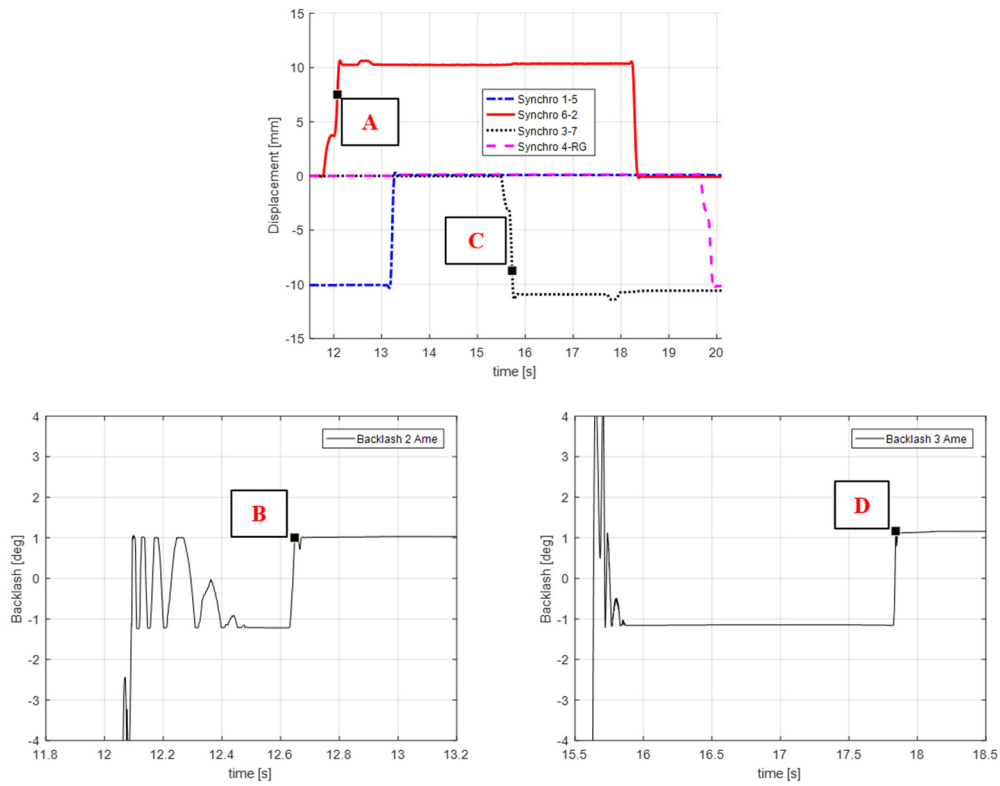 15
10
5
0
-5
-10
-15
Displacement [mm]
A
C
Synchro 1-5
Synchro 6-2
Synchro 3-7
Synchro 4-RG
12 13 14 15 16 17 18 19 20
time [s]
4
3
2
1
0
-1
-2
-3
-4
Backlash [deg]
Backlash 2 Ame
B
11.8 12 12.2 12.4 12.6 12.8 13 13.2
time [s]
4
3
2
1
0
-1
-2
-3
-4
Backlash [deg]
Backlash 3 Ame
D
15.5 16 16.5 17 17.5 18 18.5
time [s]